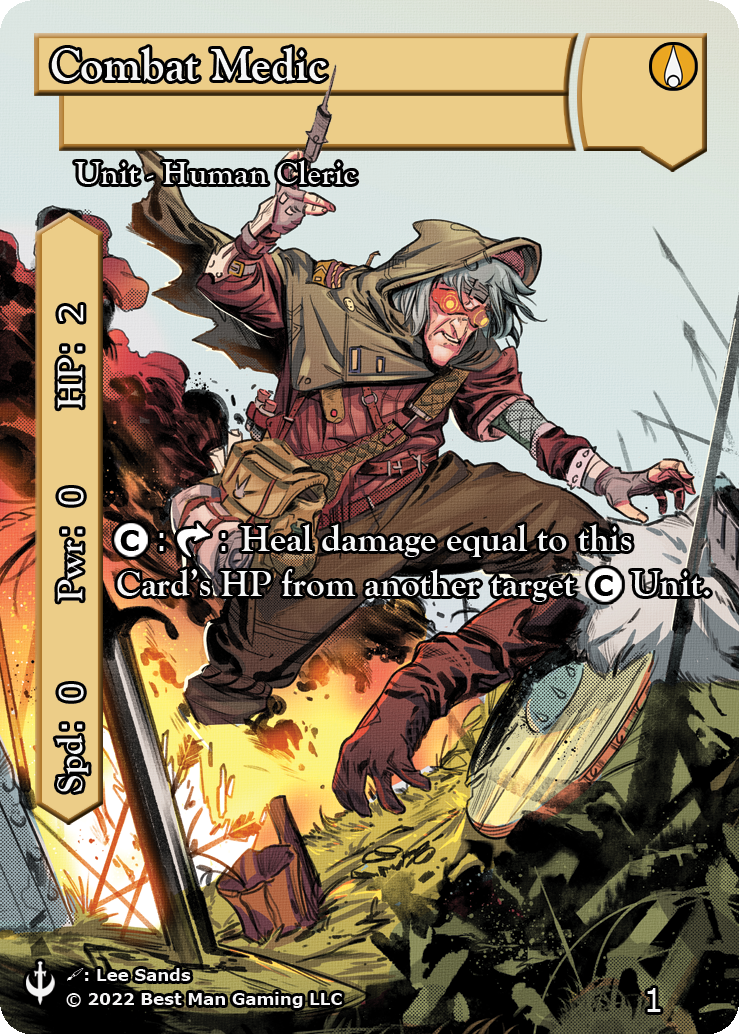 Combat Medic
Unit - Human Cleric
HP: 2
Pwr: 0
Spd: 0
C : : Heal damage equal to this
Card's HP from another target C Unit.
: Lee Sands
© 2022 Best Man Gaming LLC
1